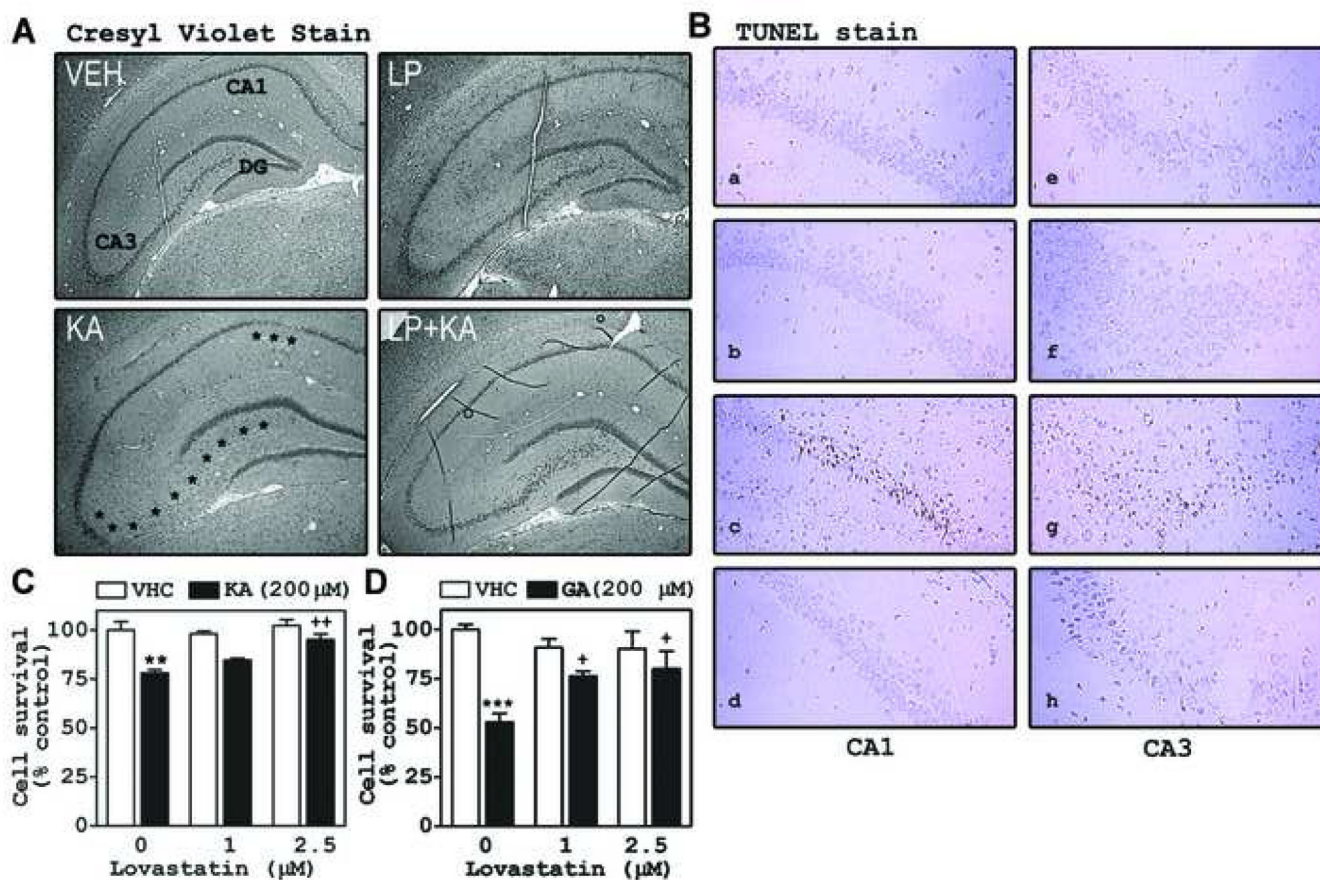 A Cresyl Violet Stain
VEH
CA1
DG
CA3
LP
KA
★ ★ ★
★ ★ ★ ★ ★ ★ ★ ★ ★ ★
LP+KA
B TUNEL stain
a
e
b
f
c
g
d
h
CA1
CA3
C
VHC KA (200 µM)
Cell survival
(% control)
100
75
50
25
0
**
++
0 1 2.5
Lovastatin (µM)
D
VHC GA(200 µM)
Cell survival
(% control)
100
75
50
25
0
***
+
+
0 1 2.5
Lovastatin (µM)